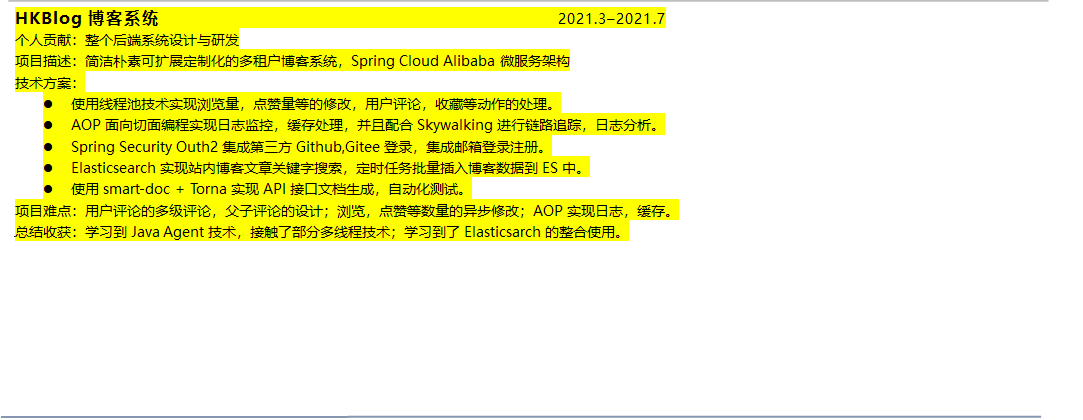 HKBlog 博客系统 2021.3-2021.7
个人贡献：整个后端系统设计与研发
项目描述：简洁朴素可扩展定制化的多租户博客系统，Spring Cloud Alibaba 微服务架构
技术方案：
● 使用线程池技术实现浏览量，点赞量等的修改，用户评论，收藏等动作的处理。
● AOP 面向切面编程实现日志监控，缓存处理，并且配合 Skywalking 进行链路追踪，日志分析。
● Spring Security Outh2 集成第三方 Github,Gitee 登录，集成邮箱登录注册。
● Elasticsearch 实现站内博客文章关键字搜索，定时任务批量插入博客数据到 ES 中。
● 使用 smart-doc + Torna 实现 API 接口文档生成，自动化测试。
项目难点：用户评论的多级评论，父子评论的设计；浏览，点赞等数量的异步修改；AOP 实现日志，缓存。
总结收获：学习到 Java Agent 技术，接触了部分多线程技术；学习到了 Elasticsarch 的整合使用。